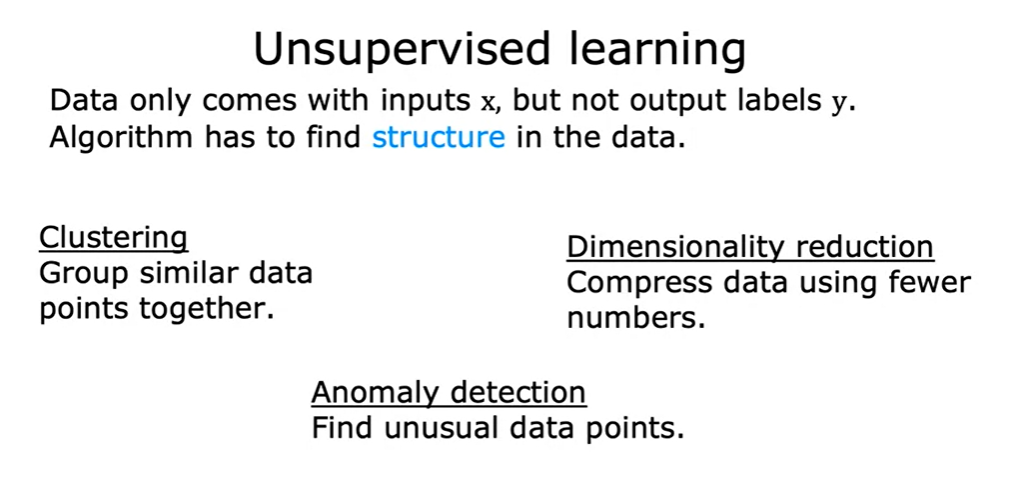 Unsupervised learning
Data only comes with inputs x, but not output labels y.
Algorithm has to find structure in the data.
Clustering
Group similar data
points together.
Dimensionality reduction
Compress data using fewer
numbers.
Anomaly detection
Find unusual data points.